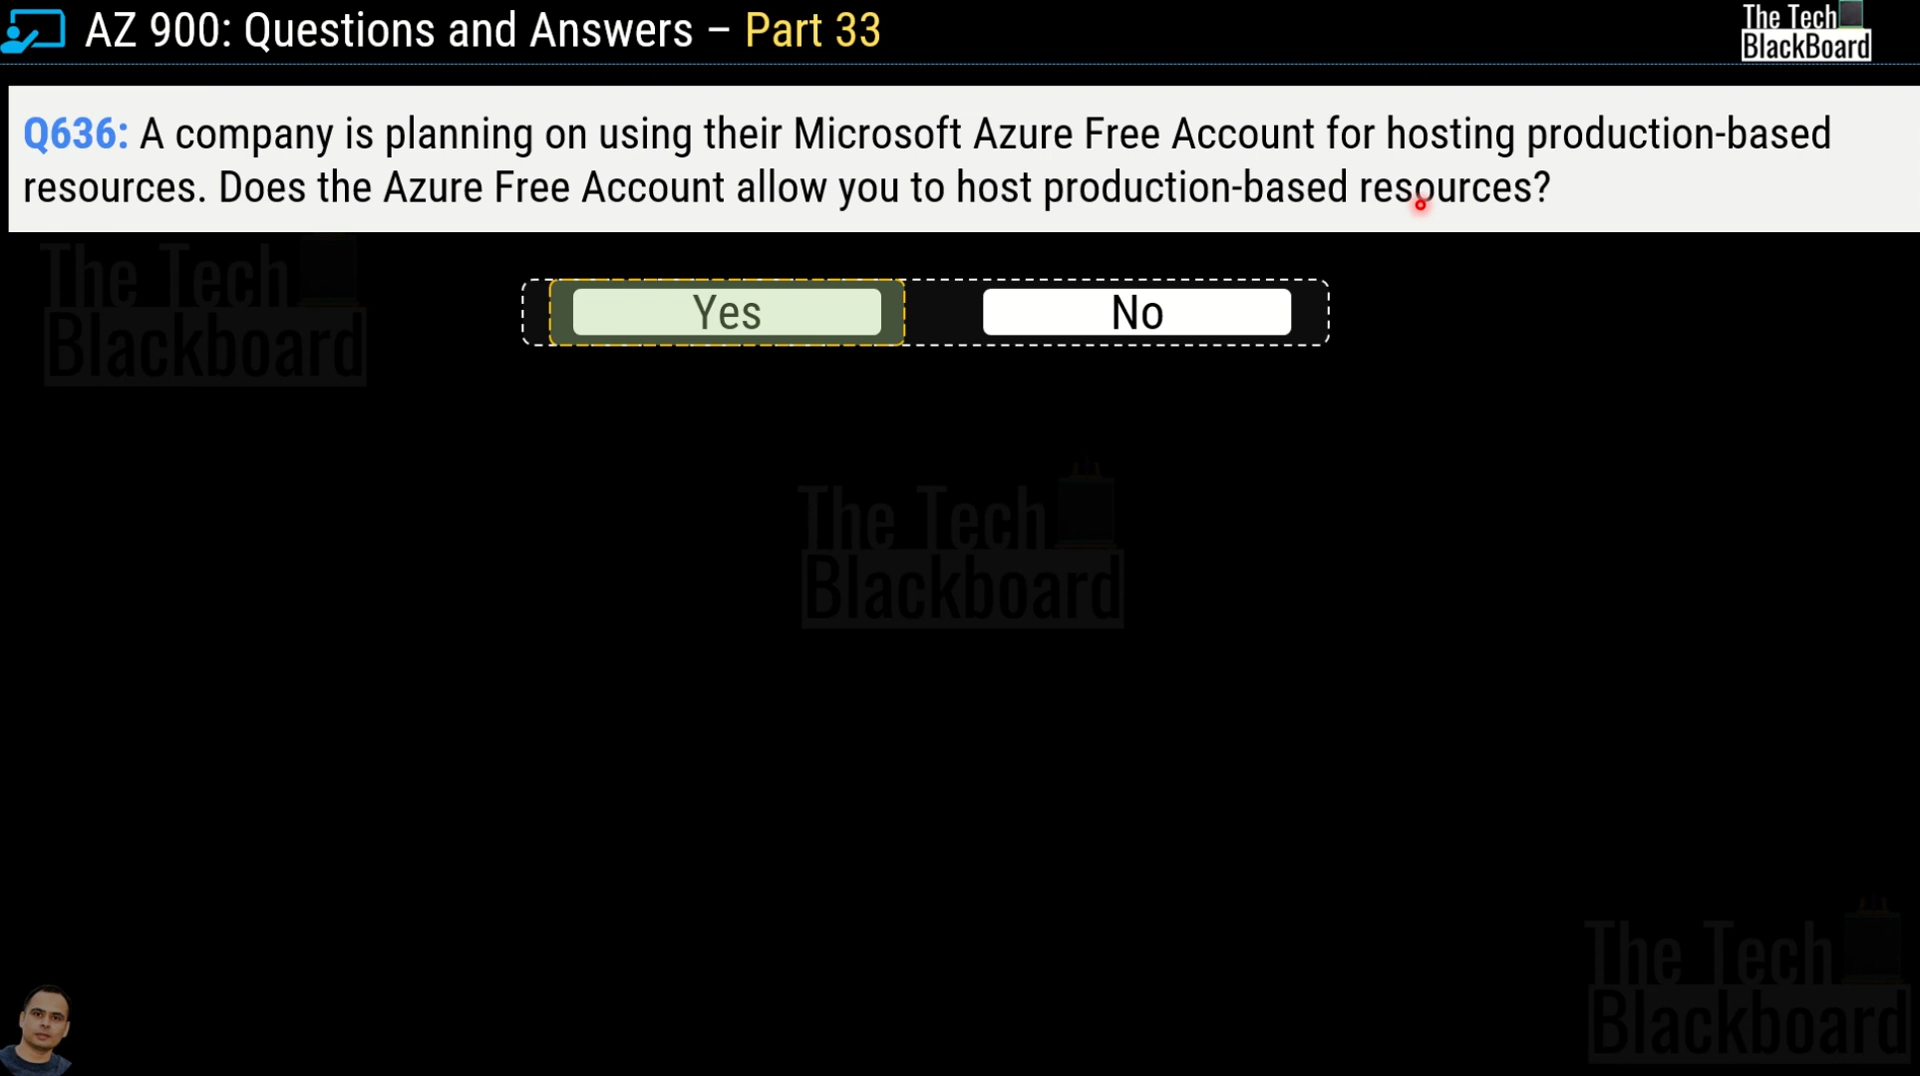 AZ 900: Questions and Answers – Part 33
The Tech
BlackBoard
Q636: A company is planning on using their Microsoft Azure Free Account for hosting production-based
resources. Does the Azure Free Account allow you to host production-based resources?
Yes No
The Tech
Blackboard
The Tech
Blackboard
The Tech
Blackboard